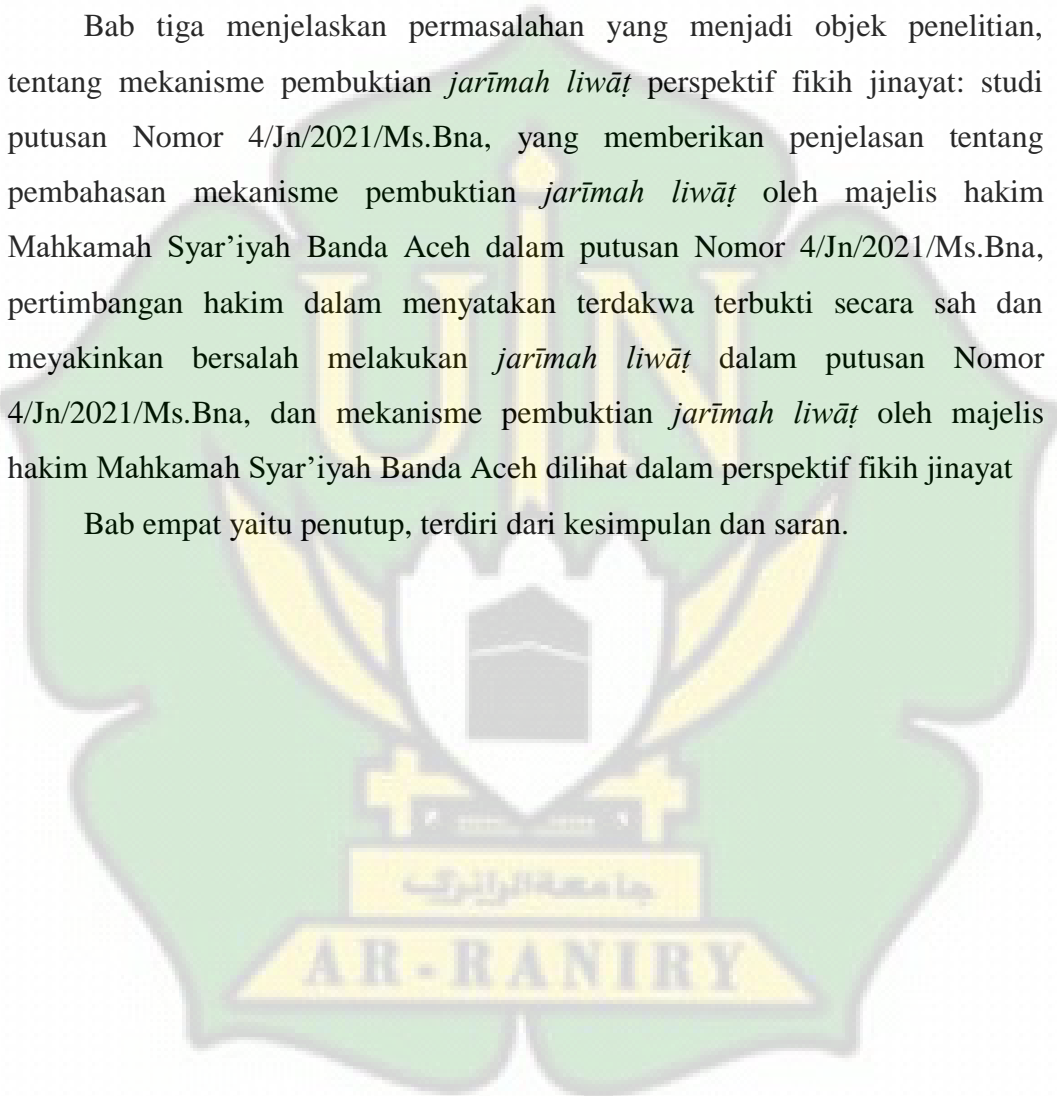 Bab tiga menjelaskan permasalahan yang menjadi objek penelitian,
tentang mekanisme pembuktian jarīmah liwāṭ perspektif fikih jinayat: studi
putusan Nomor 4/Jn/2021/Ms.Bna, yang memberikan penjelasan tentang
pembahasan mekanisme pembuktian jarīmah liwāṭ oleh majelis hakim
Mahkamah Syar’iyah Banda Aceh dalam putusan Nomor 4/Jn/2021/Ms.Bna,
pertimbangan hakim dalam menyatakan terdakwa terbukti secara sah dan
meyakinkan bersalah melakukan jarīmah liwāṭ dalam putusan Nomor
4/Jn/2021/Ms.Bna, dan mekanisme pembuktian jarīmah liwāṭ oleh majelis
hakim Mahkamah Syar’iyah Banda Aceh dilihat dalam perspektif fikih jinayat
Bab empat yaitu penutup, terdiri dari kesimpulan dan saran.
UIN
جامعة الرانري
AR-RANIRY